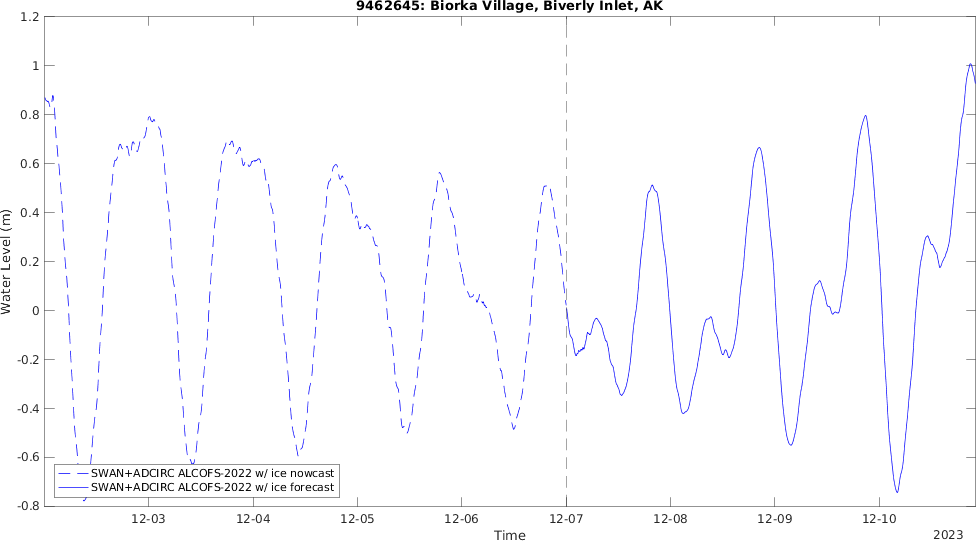 9462645: Biorka Village, Biverly Inlet, AK
1.2
1
0.8
0.6
0.4
0.2
0
-0.2
-0.4
-0.6
-0.8
Water Level (m)
SWAN+ADCIRC ALCOFS-2022 w/ ice nowcast
SWAN+ADCIRC ALCOFS-2022 w/ ice forecast
12-03 12-04 12-05 12-06 12-07 12-08 12-09 12-10
Time
2023